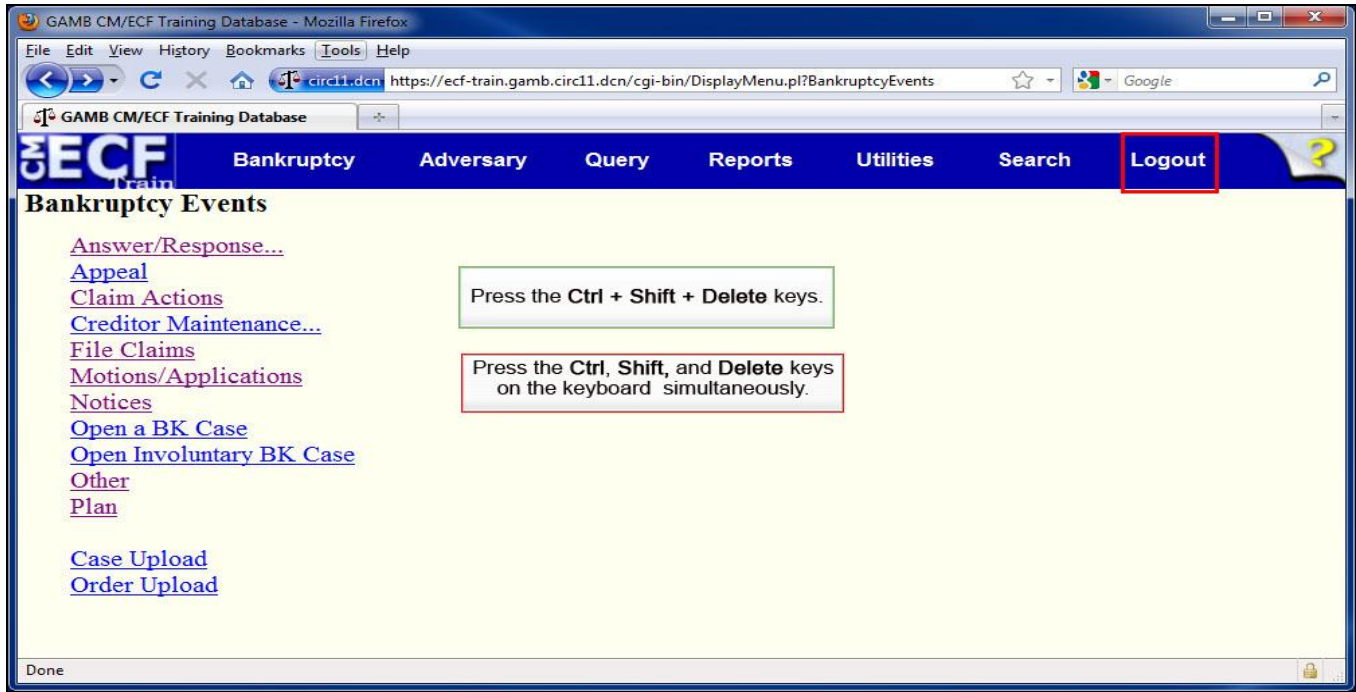 GAMB CM/ECF Training Database - Mozilla Firefox
File Edit View History Bookmarks Tools Help
circ11.dcn https://ecf-train.gamb.circ11.dcn/cgi-bin/DisplayMenu.pl?BankruptcyEvents Google
GAMB CM/ECF Training Database
CM ECF Train Bankruptcy Adversary Query Reports Utilities Search Logout ?
Bankruptcy Events
Answer/Response...
Appeal
Claim Actions
Creditor Maintenance...
File Claims
Motions/Applications
Notices
Open a BK Case
Open Involuntary BK Case
Other
Plan
Case Upload
Order Upload
Press the Ctrl + Shift + Delete keys.
Press the Ctrl, Shift, and Delete keys
on the keyboard simultaneously.
Done